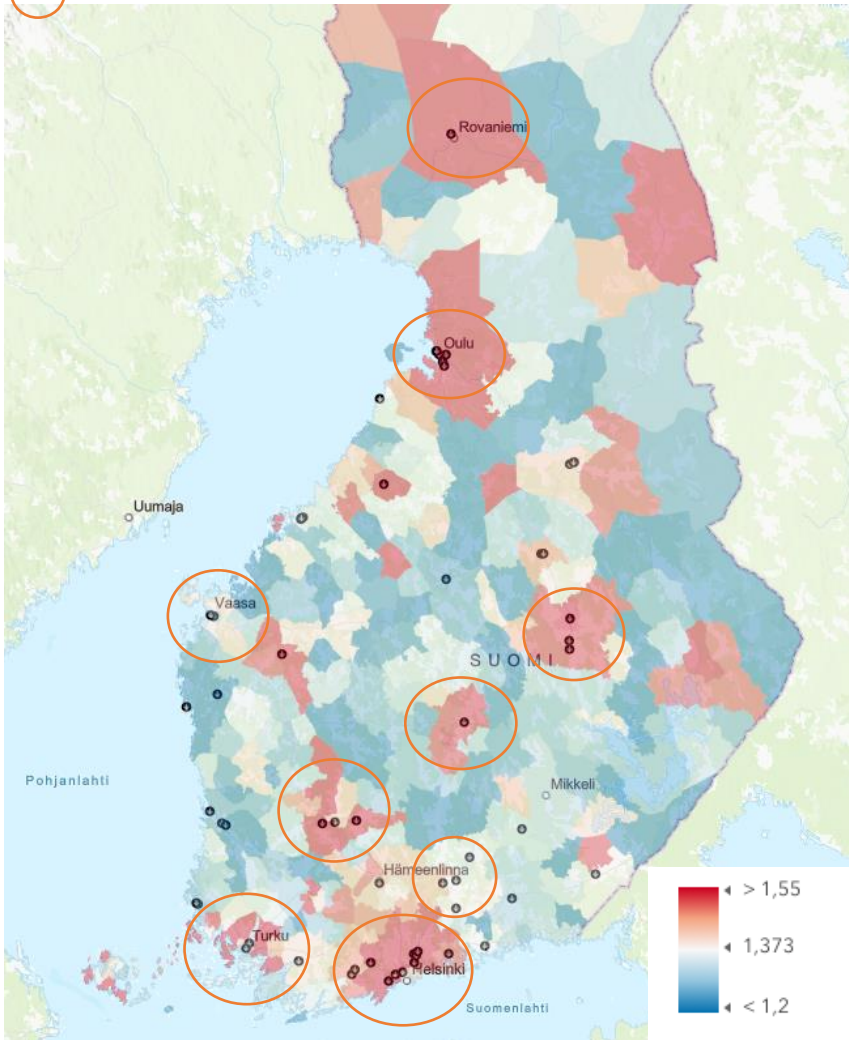 Rovaniemi
Oulu
Uumaja
Vaasa
SUOMI
Pohjanlahti
Mikkeli
Hämeenlinna
Turku
Helsinki
Suomenlahti
> 1,55
1,373
< 1,2